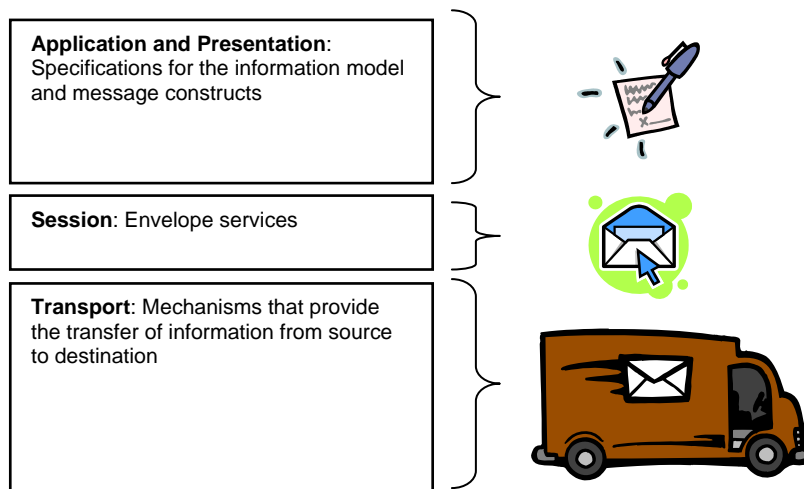 Application and Presentation:
Specifications for the information model
and message constructs
Session: Envelope services
Transport: Mechanisms that provide
the transfer of information from source
to destination